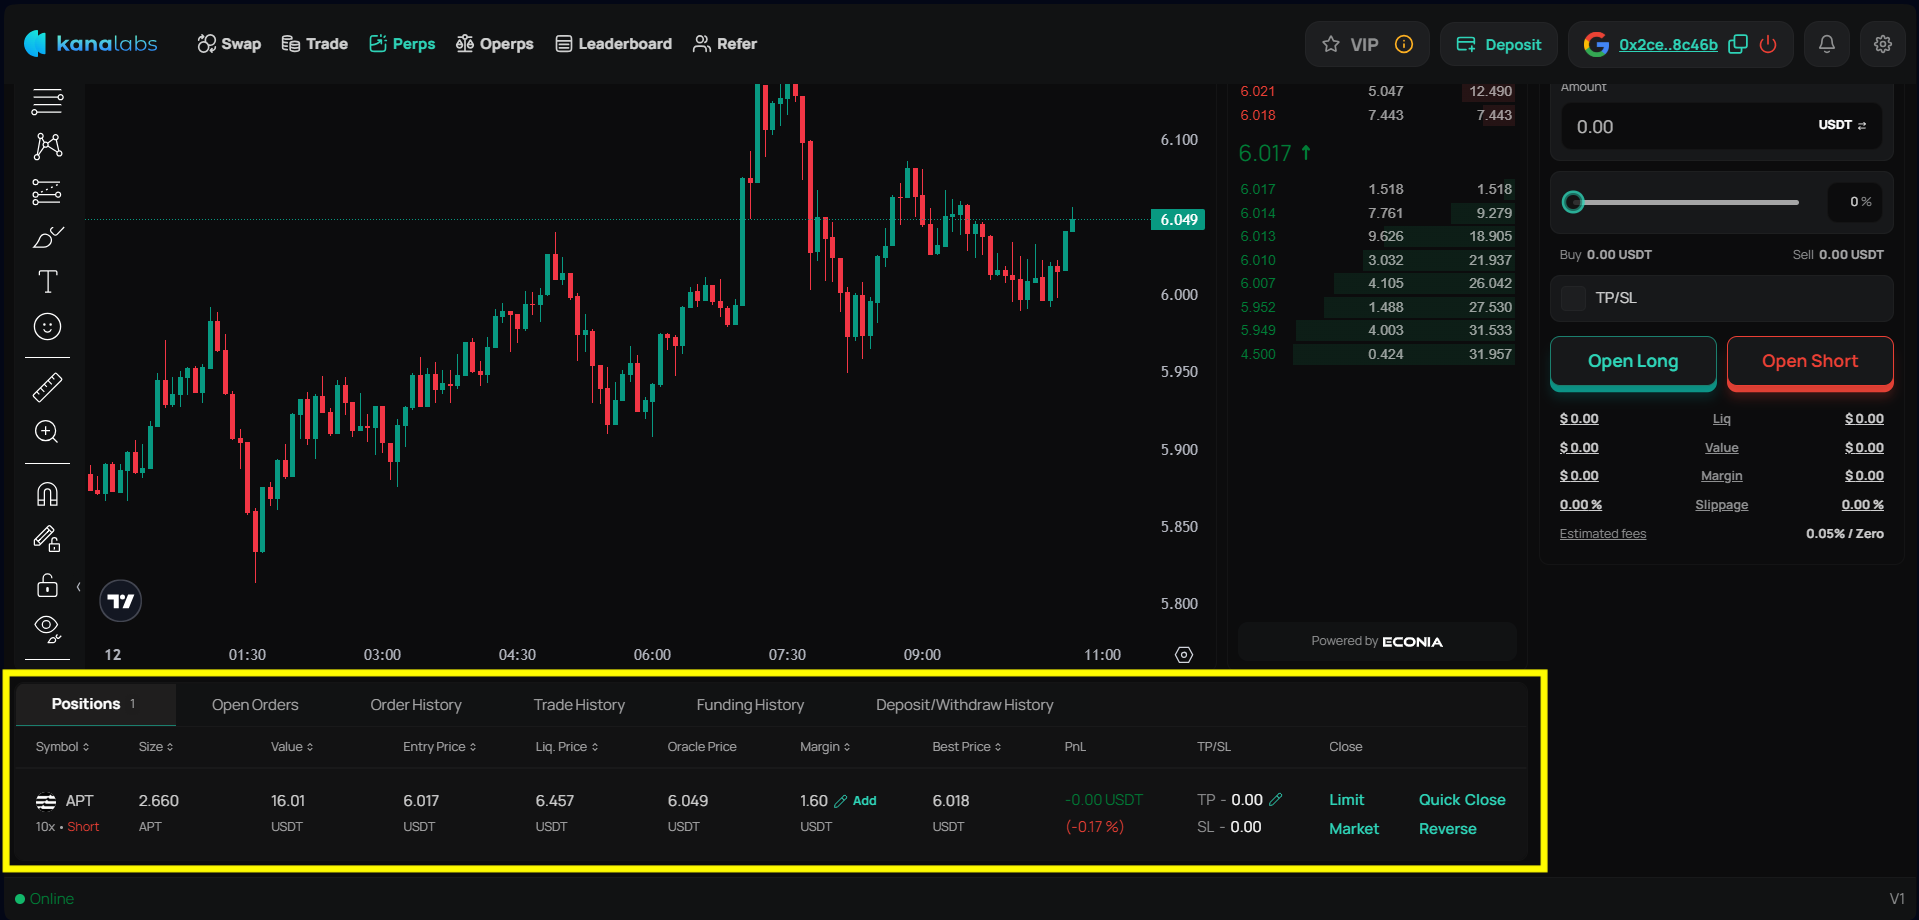 kanalabs Swap Trade Perps Operps Leaderboard Refer VIP Deposit 0x2ce..8c46b
6.100
6.049
6.000
5.950
5.900
5.850
5.800
12 01:30 03:00 04:30 06:00 07:30 09:00 11:00
6.021 5.047 12.490
6.018 7.443 7.443
6.017 ↑
6.017 1.518 1.518
6.014 7.761 9.279
6.013 9.626 18.905
6.010 3.032 21.937
6.007 4.105 26.042
5.952 1.488 27.530
5.949 4.003 31.533
4.500 0.424 31.957
Powered by ECONIA
Amount
0.00 USDT
0 %
Buy 0.00 USDT Sell 0.00 USDT
TP/SL
Open Long Open Short
$ 0.00 Liq $ 0.00
$ 0.00 Value $ 0.00
$ 0.00 Margin $ 0.00
0.00 % Slippage 0.00 %
Estimated fees 0.05% / Zero
Positions 1 Open Orders Order History Trade History Funding History Deposit/Withdraw History
Symbol Size Value Entry Price Liq. Price Oracle Price Margin Best Price PnL TP/SL Close
APT 2.660 16.01 6.017 6.457 6.049 1.60 Add 6.018 -0.00 USDT TP - 0.00 Limit Quick Close
10x • Short APT USDT USDT USDT USDT USDT USDT (-0.17 %) SL - 0.00 Market Reverse
Online V1